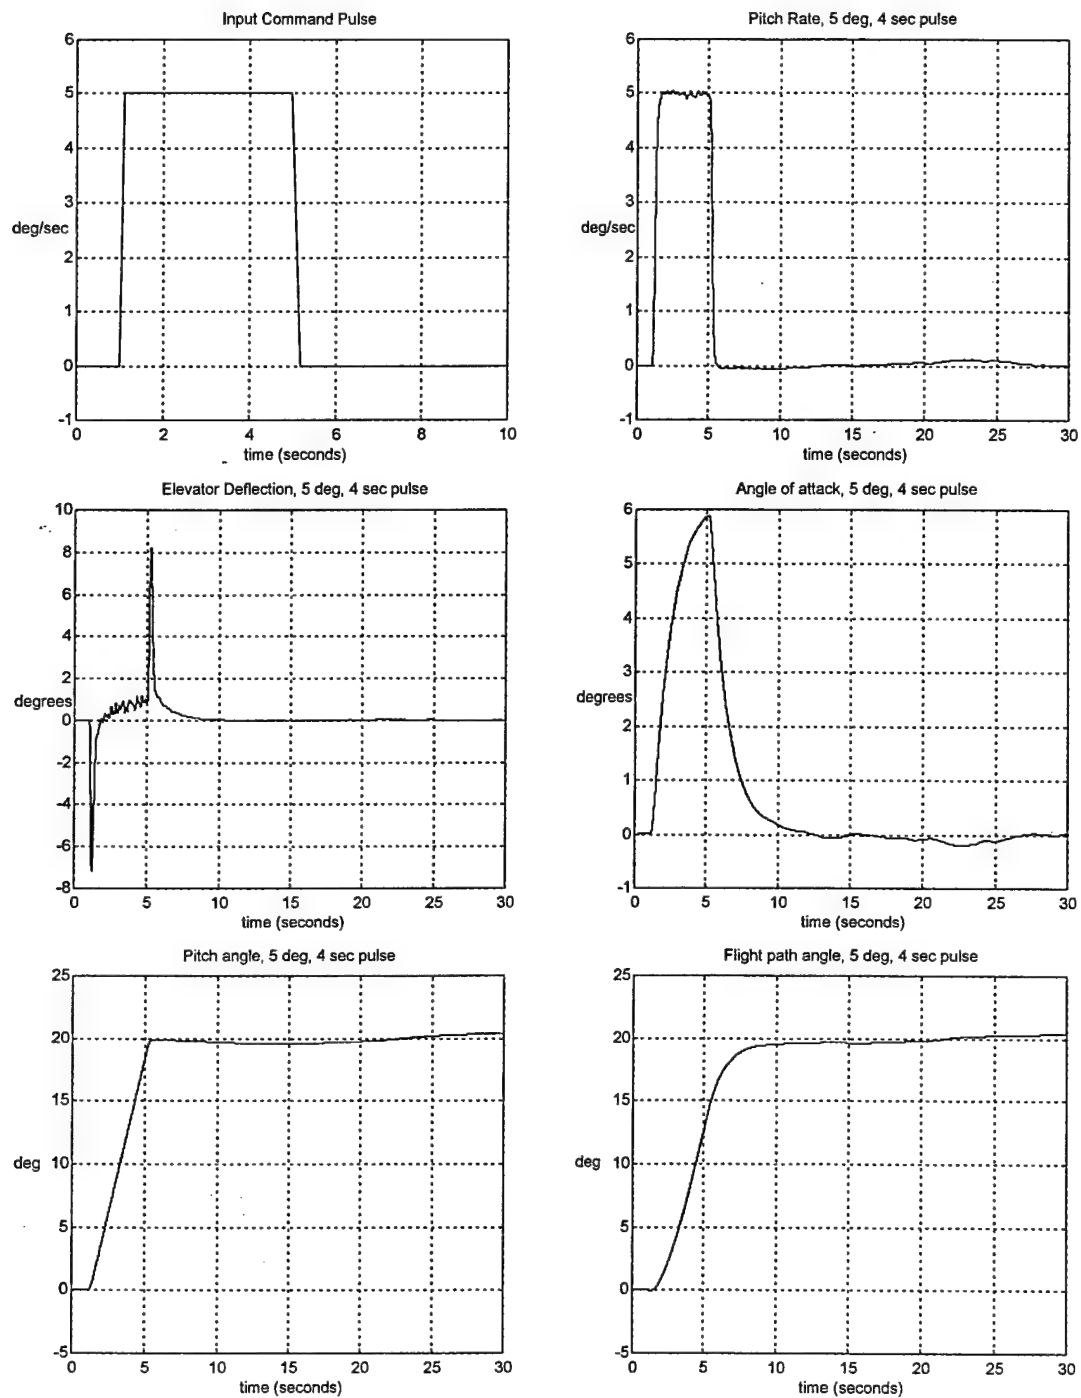 Input Command Pulse
6
5
4
3
deg/sec
2
1
0
-1
0 2 4 6 8 10
time (seconds)
Pitch Rate, 5 deg, 4 sec pulse
6
5
4
3
deg/sec
2
1
0
-1
0 5 10 15 20 25 30
time (seconds)
Elevator Deflection, 5 deg, 4 sec pulse
10
8
6
4
2
degrees
0
-2
-4
-6
-8
0 5 10 15 20 25 30
time (seconds)
Angle of attack, 5 deg, 4 sec pulse
6
5
4
3
degrees
2
1
0
-1
0 5 10 15 20 25 30
time (seconds)
Pitch angle, 5 deg, 4 sec pulse
25
20
15
deg 10
5
0
-5
0 5 10 15 20 25 30
time (seconds)
Flight path angle, 5 deg, 4 sec pulse
25
20
15
deg 10
5
0
-5
0 5 10 15 20 25 30
time (seconds)